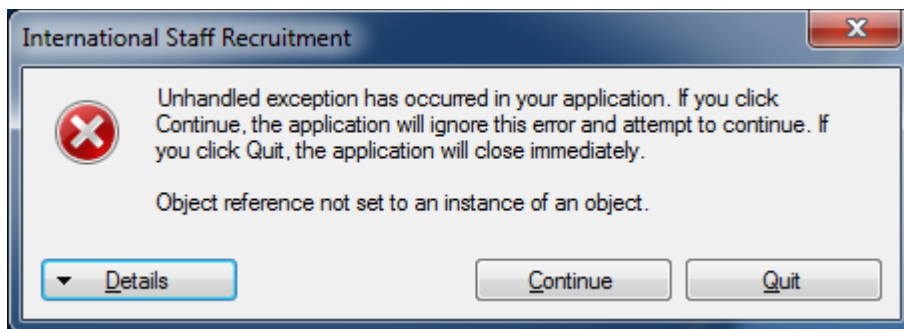 International Staff Recruitment
Unhandled exception has occurred in your application. If you click
Continue, the application will ignore this error and attempt to continue. If
you click Quit, the application will close immediately.
Object reference not set to an instance of an object.
Details Continue Quit